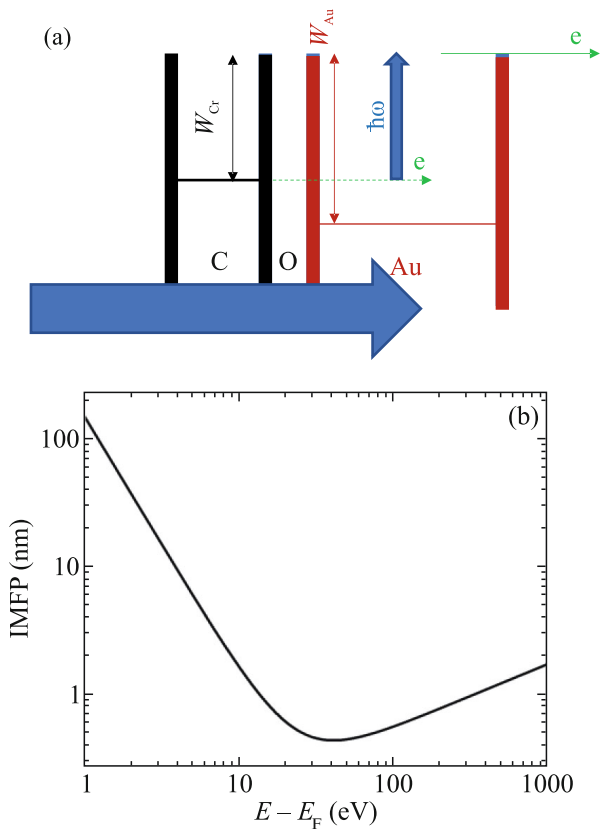 (a)
W_Au
e
W_Cr
ħω
e
C
O
Au
(b)
100
10
1
IMFP (nm)
1
10
100
1000
E – E_F (eV)